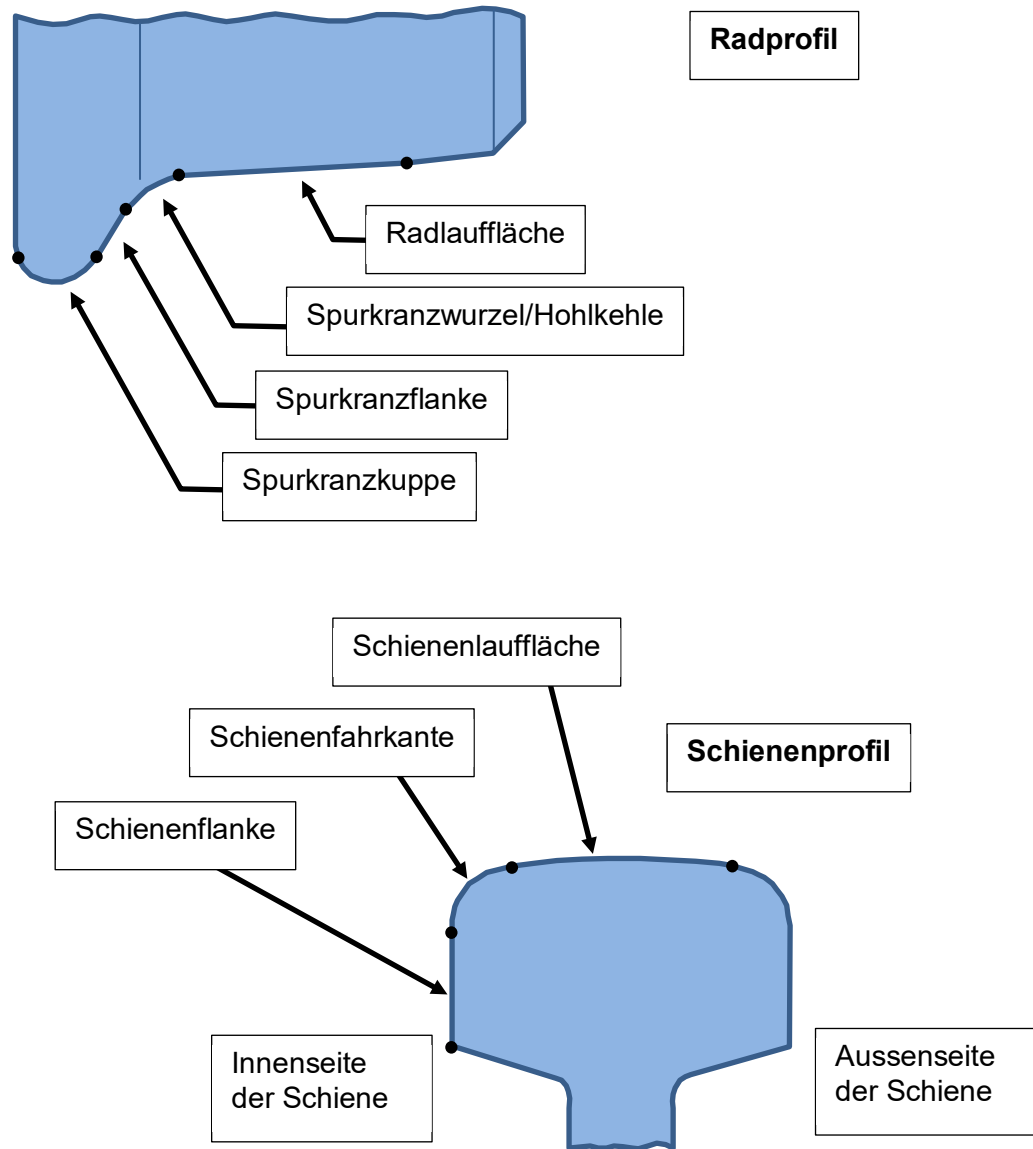 Radprofil
Radlauffläche
Spurkranzwurzel/Hohlkehle
Spurkranzflanke
Spurkranzkuppe
Schienenlauffläche
Schienenfahrkante
Schienenprofil
Schienenflanke
Innenseite
der Schiene
Aussenseite
der Schiene